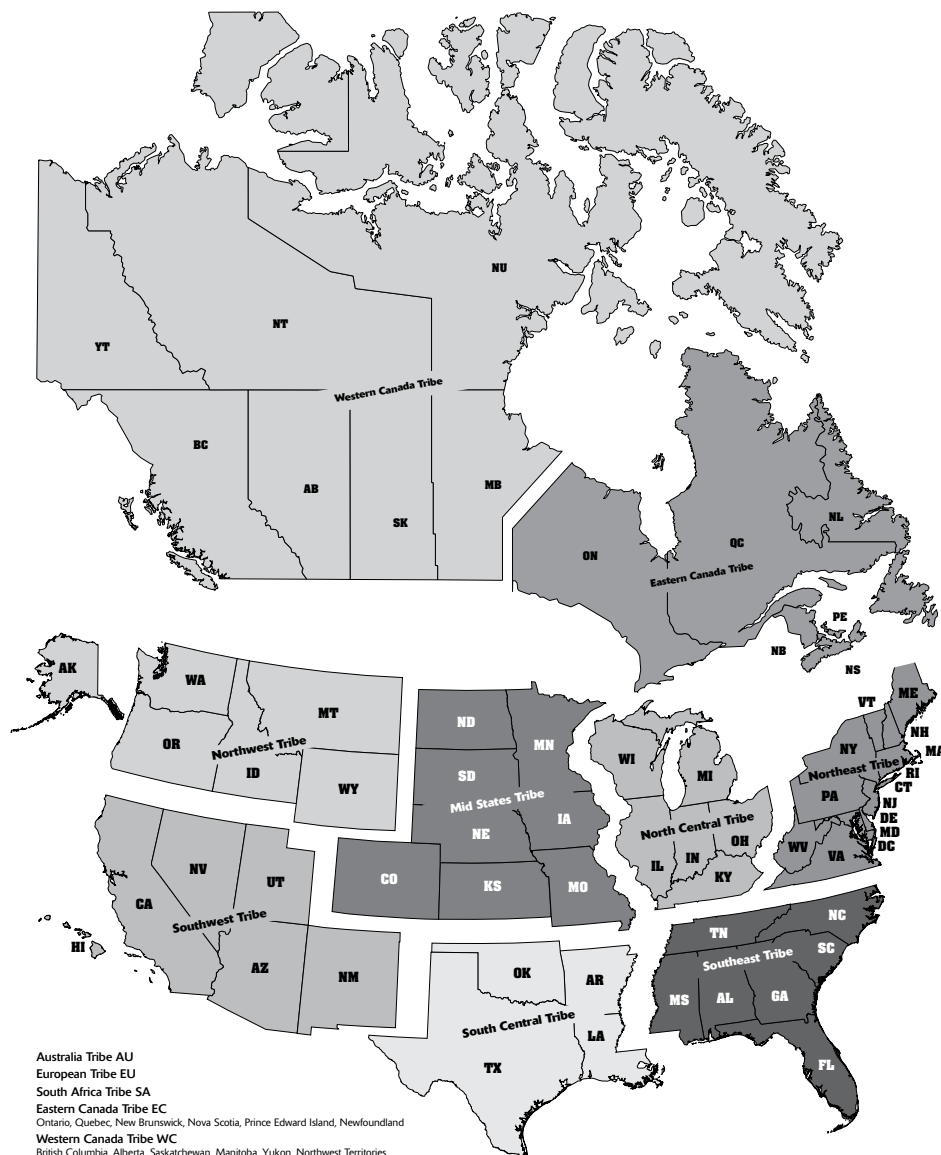 NU
NT
YT
Western Canada Tribe
BC
AB
MB
SK
NL
QC
ON
Eastern Canada Tribe
PE
NB
NS
AK
WA
MT
OR
Northwest Tribe
ID
WY
ND
MN
SD
Mid States Tribe
NE
IA
CO
KS
MO
WI
MI
North Central Tribe
OH
IL
IN
KY
VT
ME
NH
NY
MA
Northeast Tribe
RI
CT
PA
NJ
DE
MD
DC
WV
VA
NV
UT
CA
Southwest Tribe
HI
AZ
NM
OK
AR
South Central Tribe
LA
TX
NC
TN
SC
Southeast Tribe
MS
AL
GA
FL
Australia Tribe AU
European Tribe EU
South Africa Tribe SA
Eastern Canada Tribe EC
Ontario, Quebec, New Brunswick, Nova Scotia, Prince Edward Island, Newfoundland
Western Canada Tribe WC
British Columbia, Alberta, Saskatchewan, Manitoba, Yukon, Northwest Territories